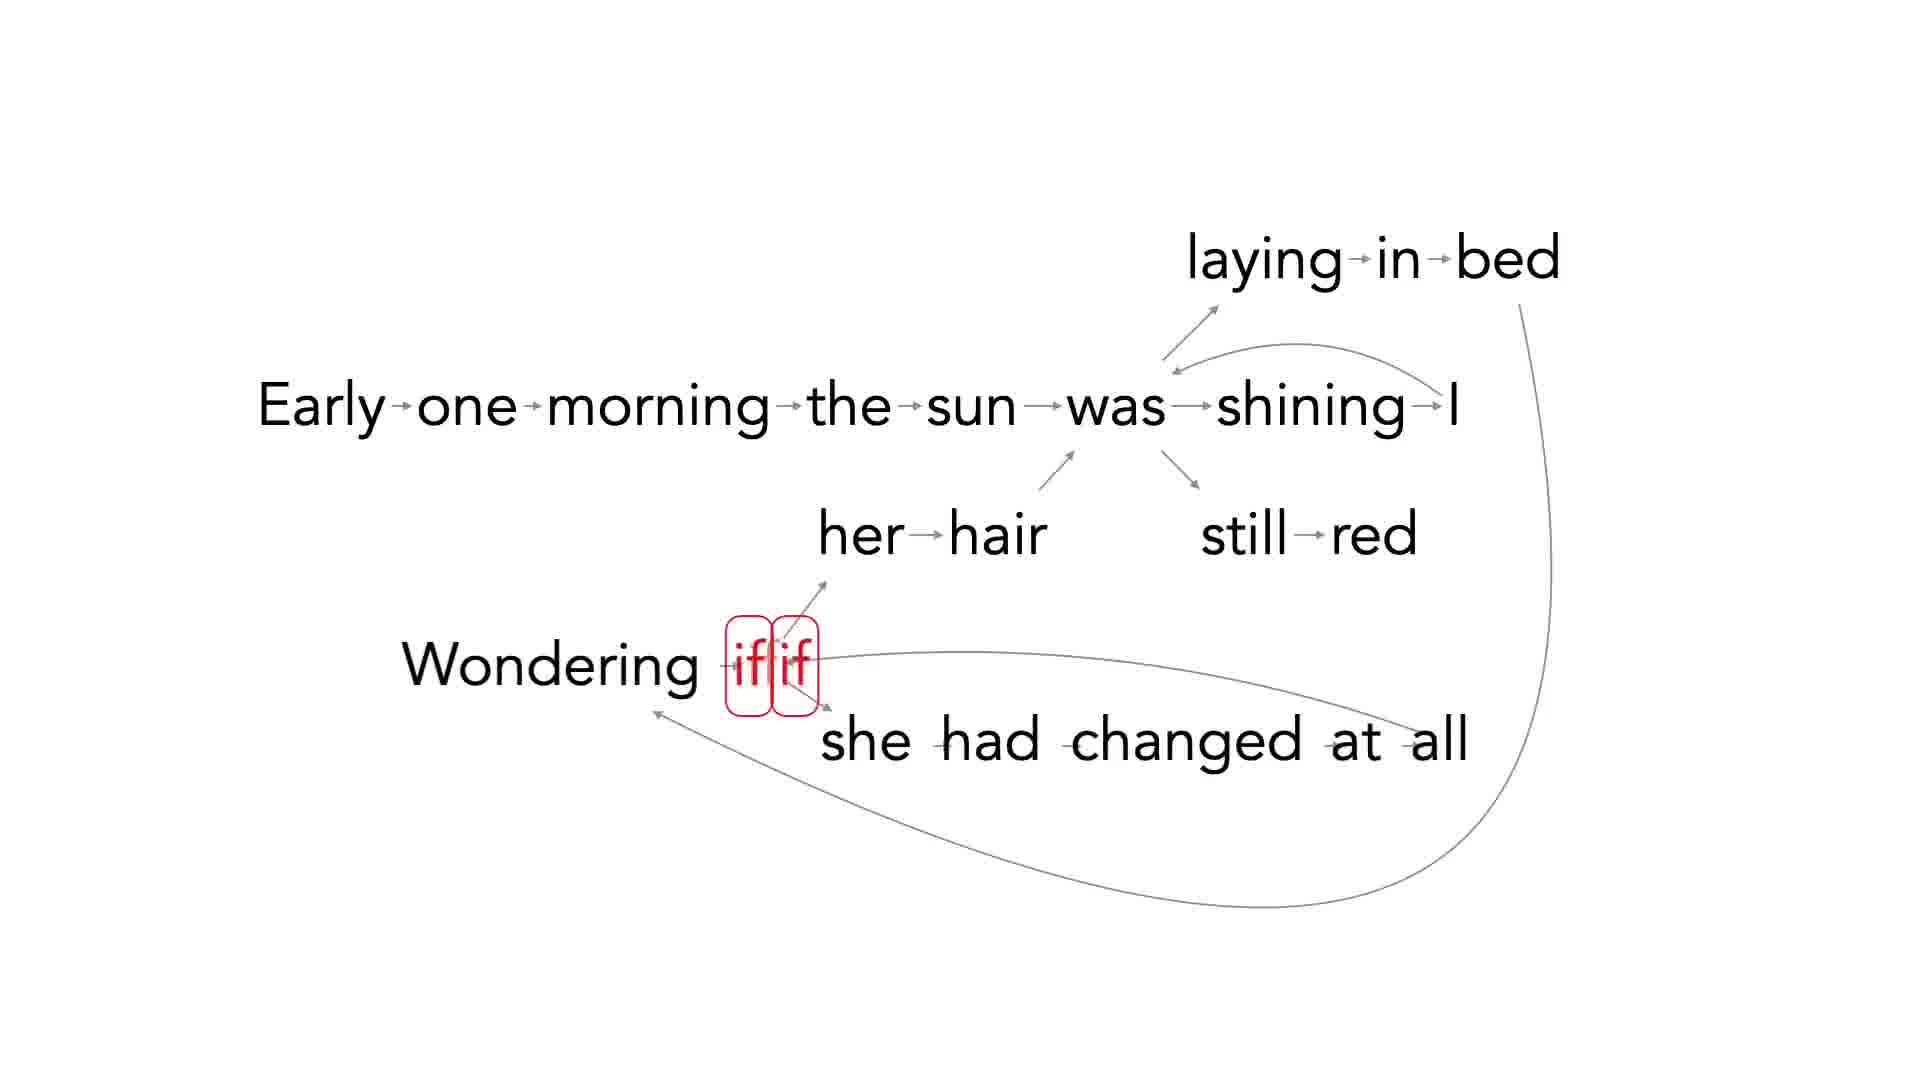 laying in bed
Early one morning the sun was shining I
her hair still red
Wondering if if
she had changed at all